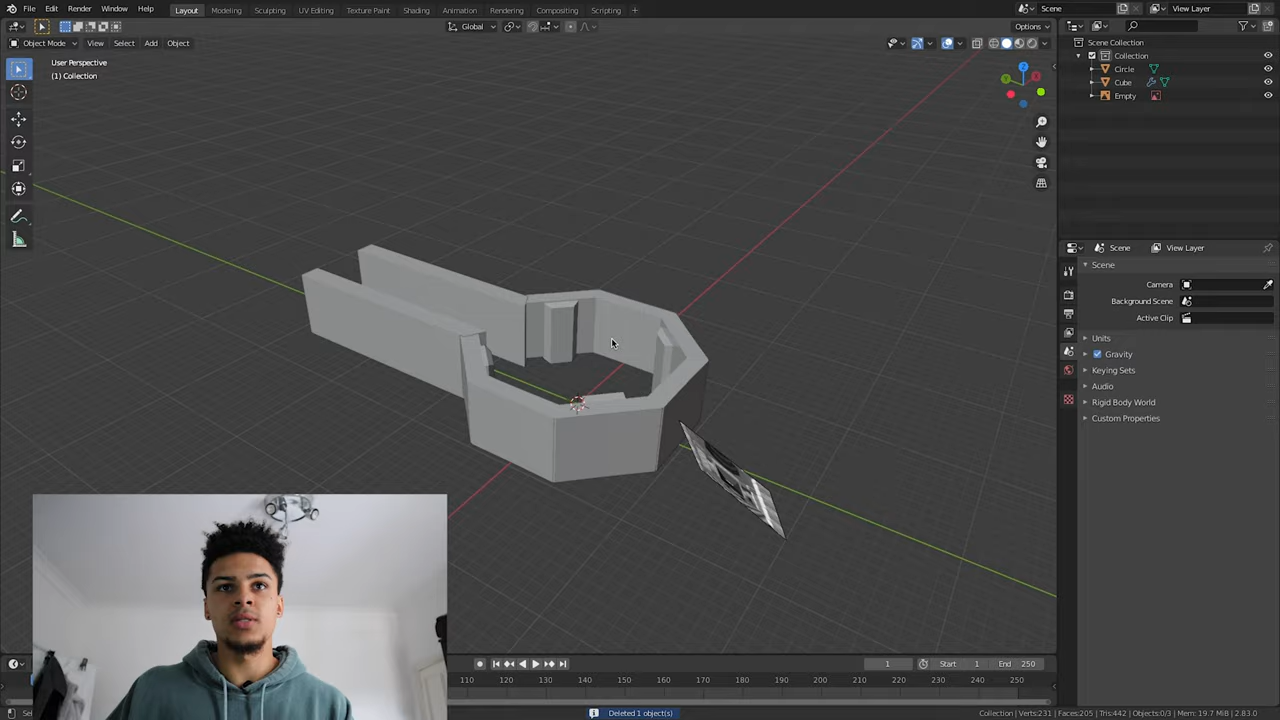 File Edit Render Window Help
Layout Modeling Sculpting UV Editing Texture Paint Shading Animation Rendering Compositing Scripting +
Scene
View Layer
Global
Options
Object Mode View Select Add Object
User Perspective
(1) Collection
Z
X
Y
Scene Collection
Collection
Circle
Cube
Empty
Scene
View Layer
Scene
Camera
Background Scene
Active Clip
Units
Gravity
Keying Sets
Audio
Rigid Body World
Custom Properties
1
Start 1
End 250
110 120 130 140 150 160 170 180 190 200 210 220 230 240 250
Sel
Deleted 1 object(s)
Collection | Verts:231 | Faces:205 | Tris:442 | Objects:0/3 | Mem: 19.7 MiB | 2.83.0